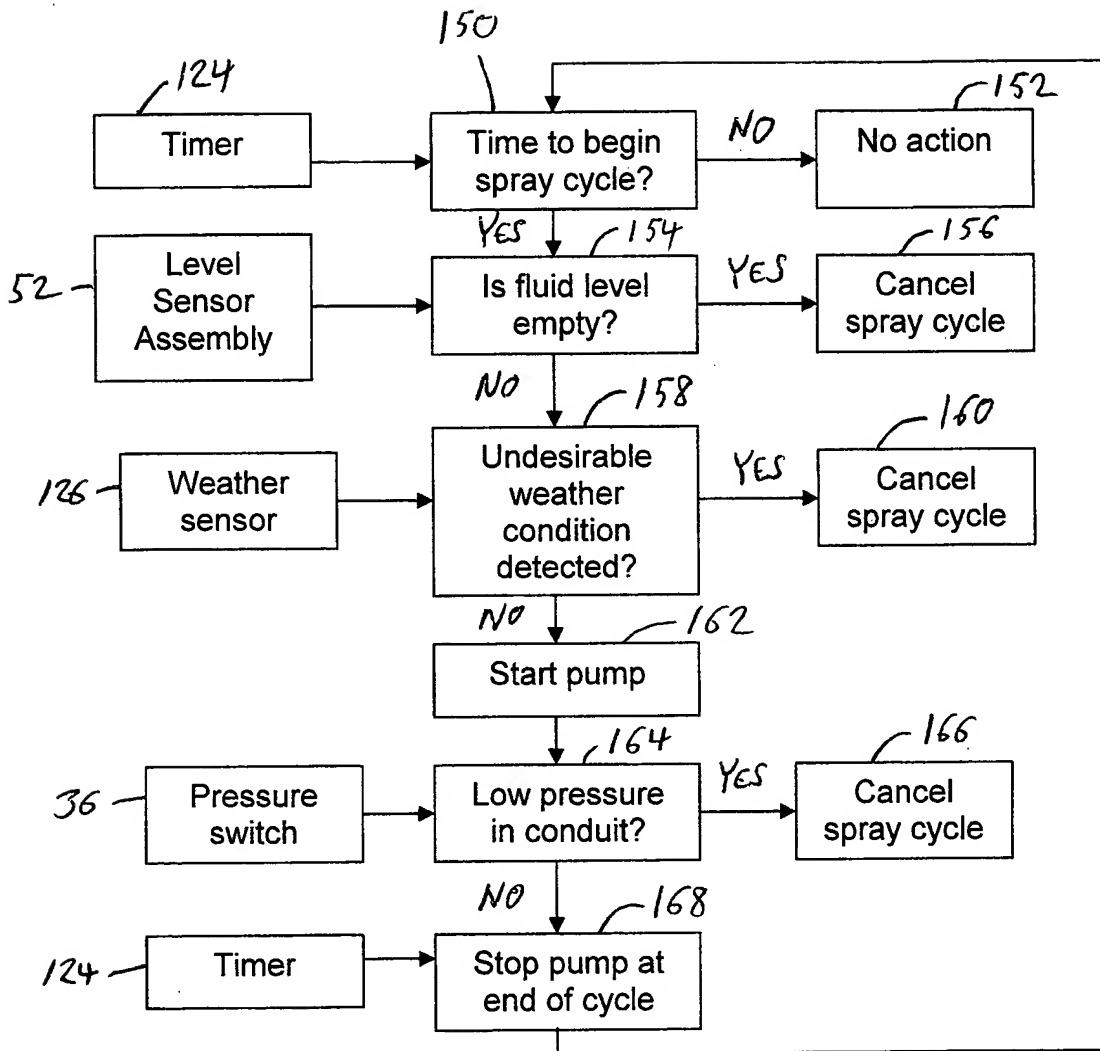 150
124
152
Timer
Time to begin
spray cycle?
NO
No action
YES
154
156
52
Level
Sensor
Assembly
Is fluid level
empty?
YES
Cancel
spray cycle
NO
158
160
126
Weather
sensor
Undesirable
weather
condition
detected?
YES
Cancel
spray cycle
NO
162
Start pump
164
166
36
Pressure
switch
Low pressure
in conduit?
YES
Cancel
spray cycle
NO
168
124
Timer
Stop pump at
end of cycle